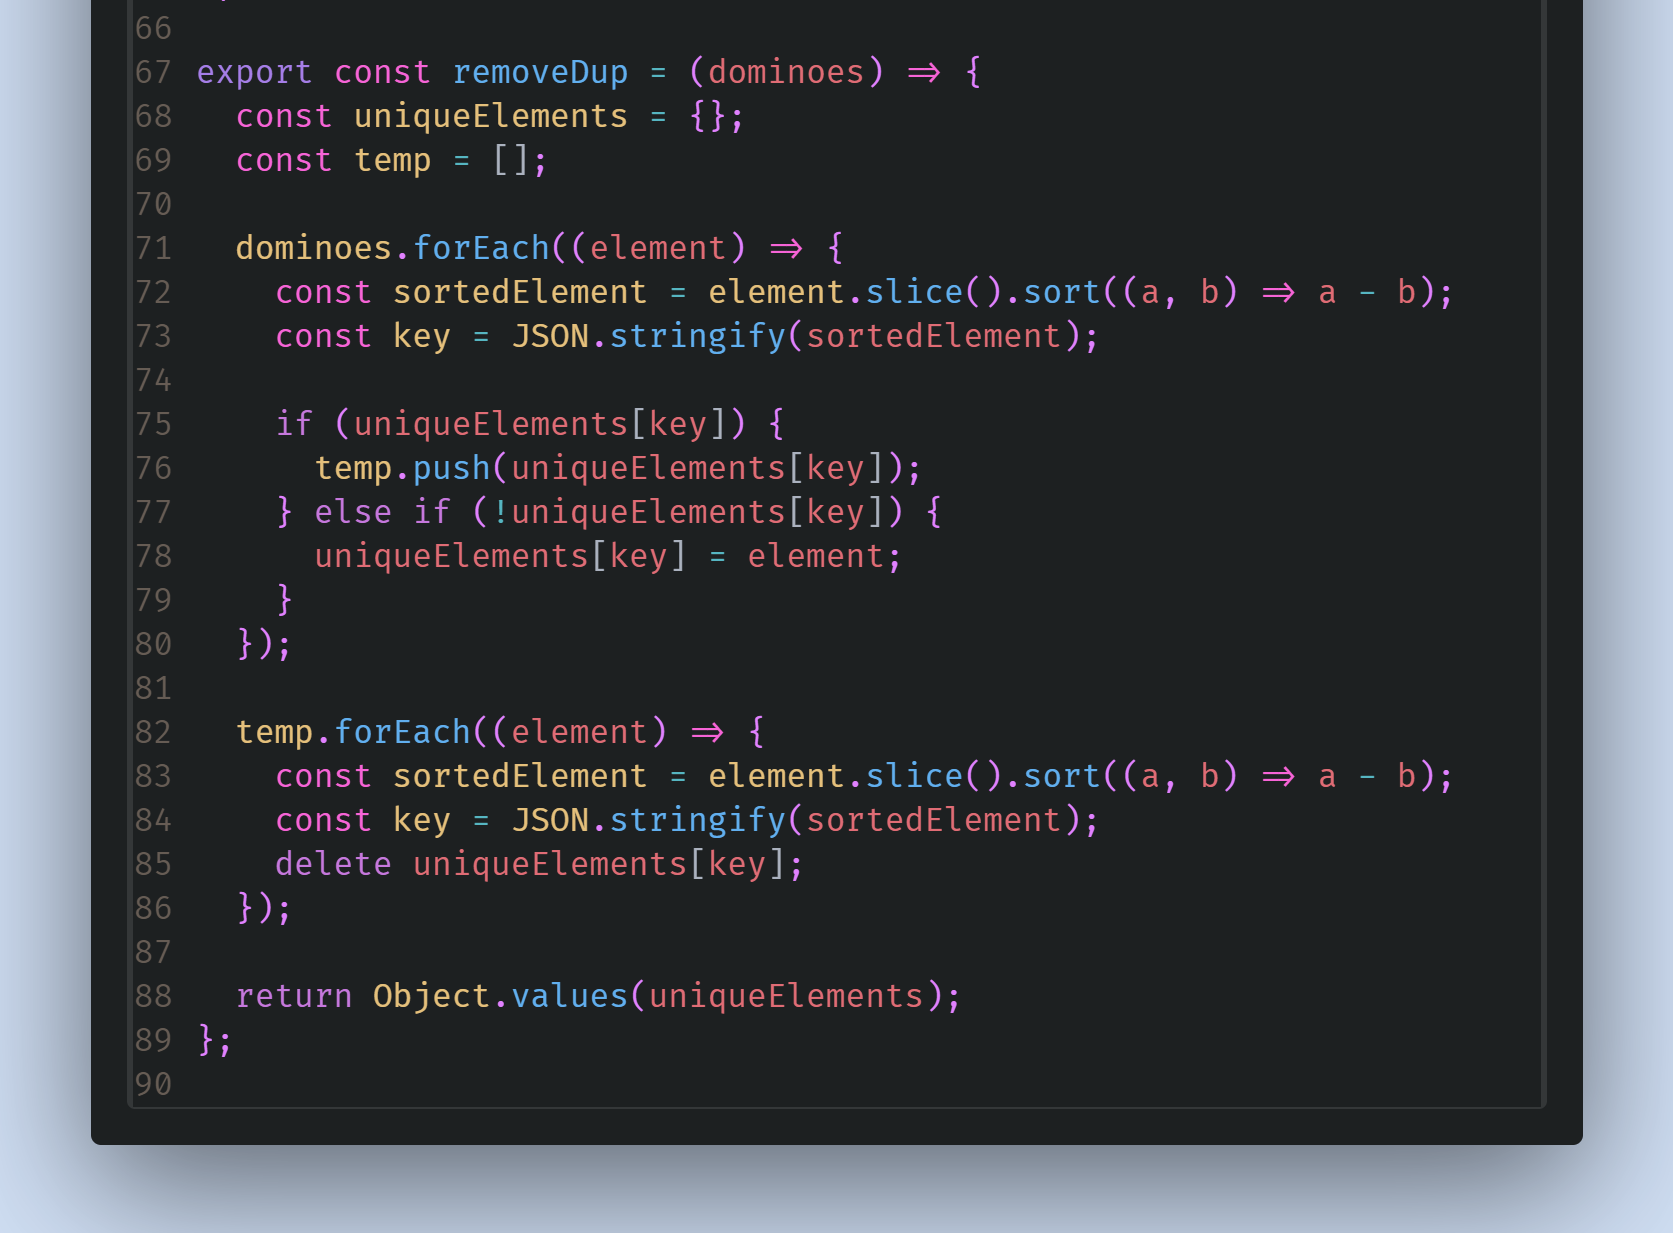 66
67 export const removeDup = (dominoes) => {
68   const uniqueElements = {};
69   const temp = [];
70
71   dominoes.forEach((element) => {
72     const sortedElement = element.slice().sort((a, b) => a - b);
73     const key = JSON.stringify(sortedElement);
74
75     if (uniqueElements[key]) {
76       temp.push(uniqueElements[key]);
77     } else if (!uniqueElements[key]) {
78       uniqueElements[key] = element;
79     }
80   });
81
82   temp.forEach((element) => {
83     const sortedElement = element.slice().sort((a, b) => a - b);
84     const key = JSON.stringify(sortedElement);
85     delete uniqueElements[key];
86   });
87
88   return Object.values(uniqueElements);
89 };
90